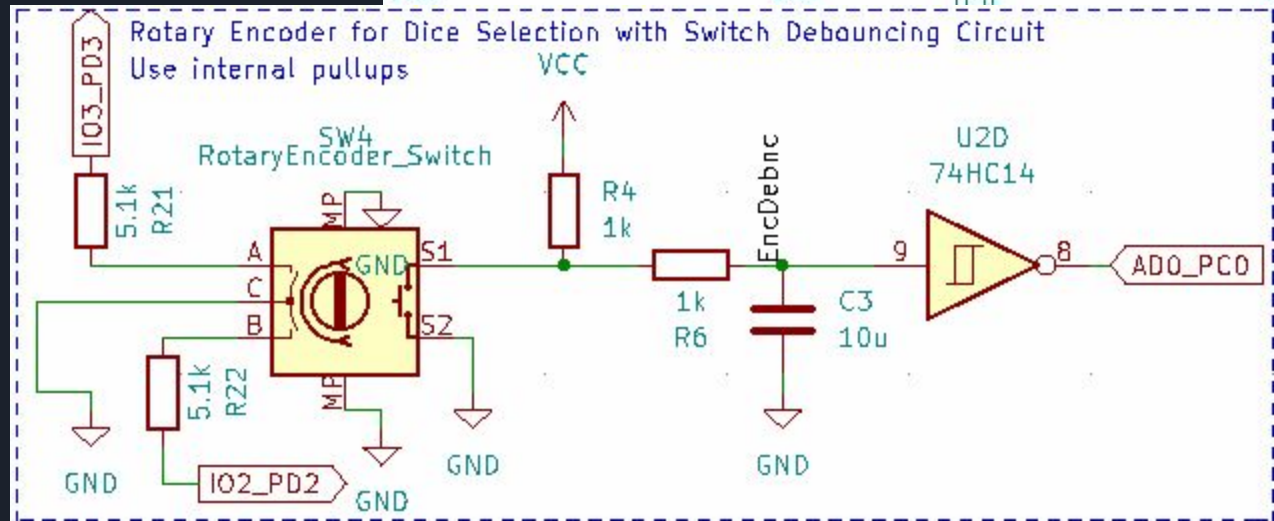 Rotary Encoder for Dice Selection with Switch Debouncing Circuit
Use internal pullups
VCC
IO3_PD3
SW4
RotaryEncoder_Switch
EncDebnc
U2D
74HC14
5.1k
R21
MP
R4
1k
A
GND
S1
9
8
AD0_PC0
C
B
S2
1k
R6
C3
10u
5.1k
R22
MP
GND
IO2_PD2
GND
GND
GND